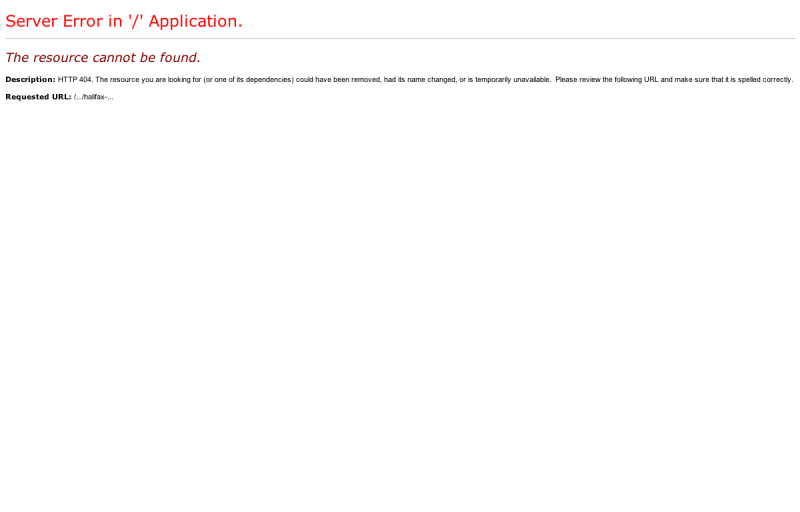 Server Error in '/' Application.
The resource cannot be found.
Description: HTTP 404. The resource you are looking for (or one of its dependencies) could have been removed, had its name changed, or is temporarily unavailable.  Please review the following URL and make sure that it is spelled correctly.
Requested URL: /.../halifax-...